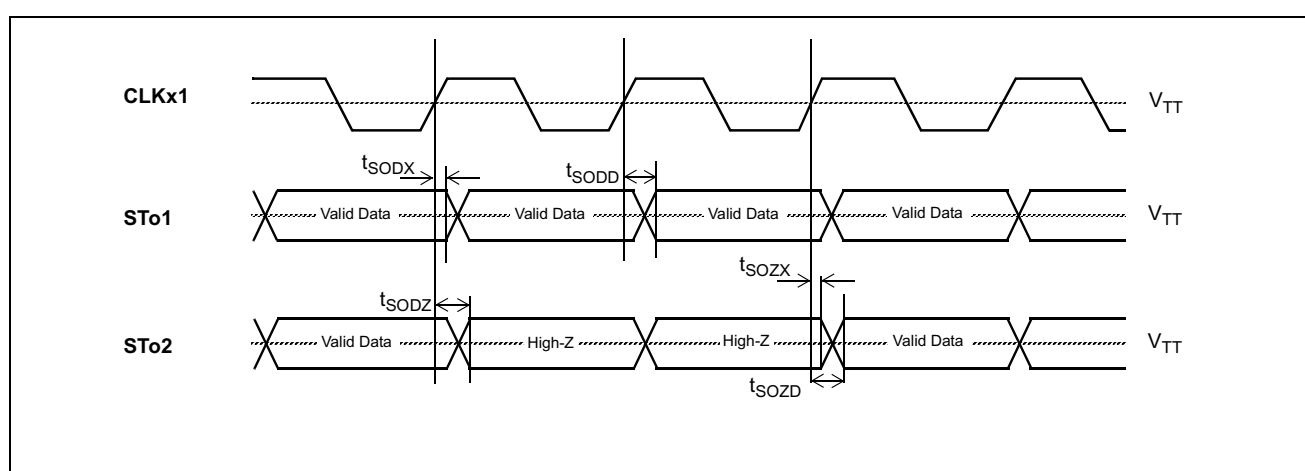 CLKx1 V_TT
t_SODX t_SODD
STo1 Valid Data Valid Data Valid Data Valid Data V_TT
t_SOZX
t_SODZ
STo2 Valid Data High-Z High-Z Valid Data V_TT
t_SOZD